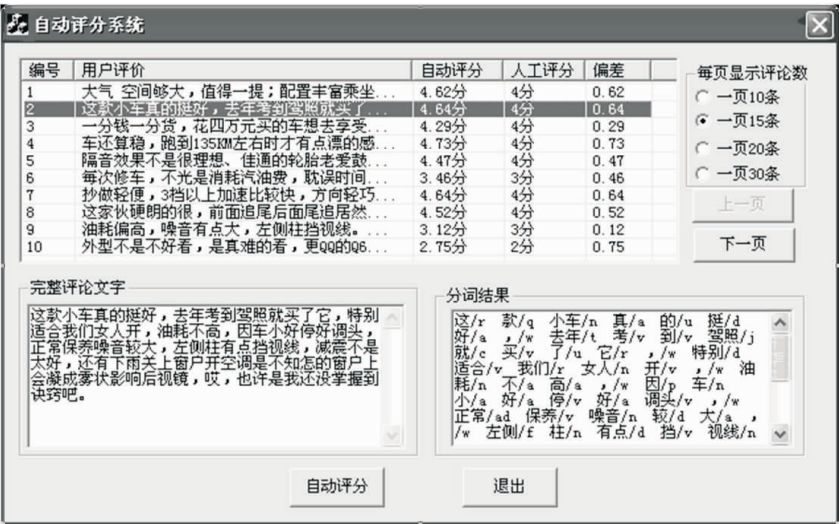 自动评分系统
编号 用户评价 自动评分 人工评分 偏差
1 大气 空间够大，值得一提；配置丰富乘坐... 4.62分 4分 0.62
2 这款小车真的挺好，去年考到驾照就买了... 4.64分 4分 0.64
3 一分钱一分货，花四万元买的车想去享受... 4.29分 4分 0.29
4 车还算稳，跑到135KM左右时才有点漂的感... 4.73分 4分 0.73
5 隔音效果不是很理想、佳通的轮胎老爱鼓... 4.47分 4分 0.47
6 每次修车，不光是消耗汽油费，耽误时间... 3.46分 3分 0.46
7 抄做轻便，3档以上加速比较快，方向轻巧... 4.64分 4分 0.64
8 这家伙硬朗的很，前面追尾后面尾追居然... 4.52分 4分 0.52
9 油耗偏高，噪音有点大，左侧柱挡视线。... 3.12分 3分 0.12
10 外型不是不好看，是真难的看，更QQ的Q6... 2.75分 2分 0.75
每页显示评论数
一页10条
一页15条
一页20条
一页30条
上一页
下一页
完整评论文字
这款小车真的挺好，去年考到驾照就买了它，特别
适合我们女人开，油耗不高，因车小好停好调头，
正常保养噪音较大，左侧柱有点挡视线，减震不是
太好，还有下雨关上窗户开空调是不知怎的窗户上
会凝成雾状影响后视镜，哎，也许是我还没掌握到
诀窍吧。
分词结果
这/r 款/q 小车/n 真/a 的/u 挺/d
好/a ，/w 去年/t 考/v 到/v 驾照/j
就/c 买/v 了/u 它/r ，/w 特别/d
适合/v 我们/r 女人/n 开/v ，/w 油
耗/n 不/a 高/a ，/w 因/p 车/n
小/a 好/a 停/v 好/a 调头/v ，/w
正常/ad 保养/v 噪音/n 较/d 大/a ，
/w 左侧/f 柱/n 有点/d 挡/v 视线/n
自动评分
退出